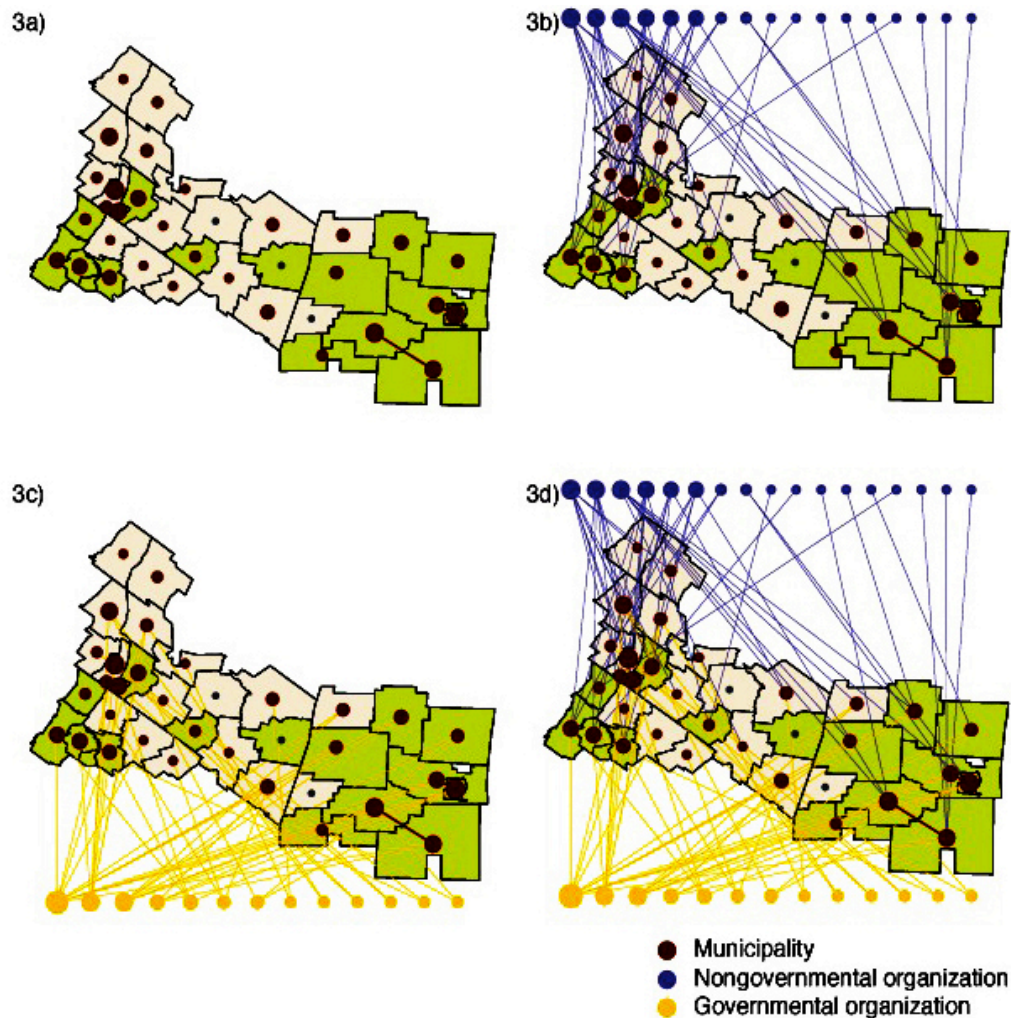 3a)
3b)
3c)
3d)
Municipality
Nongovernmental organization
Governmental organization